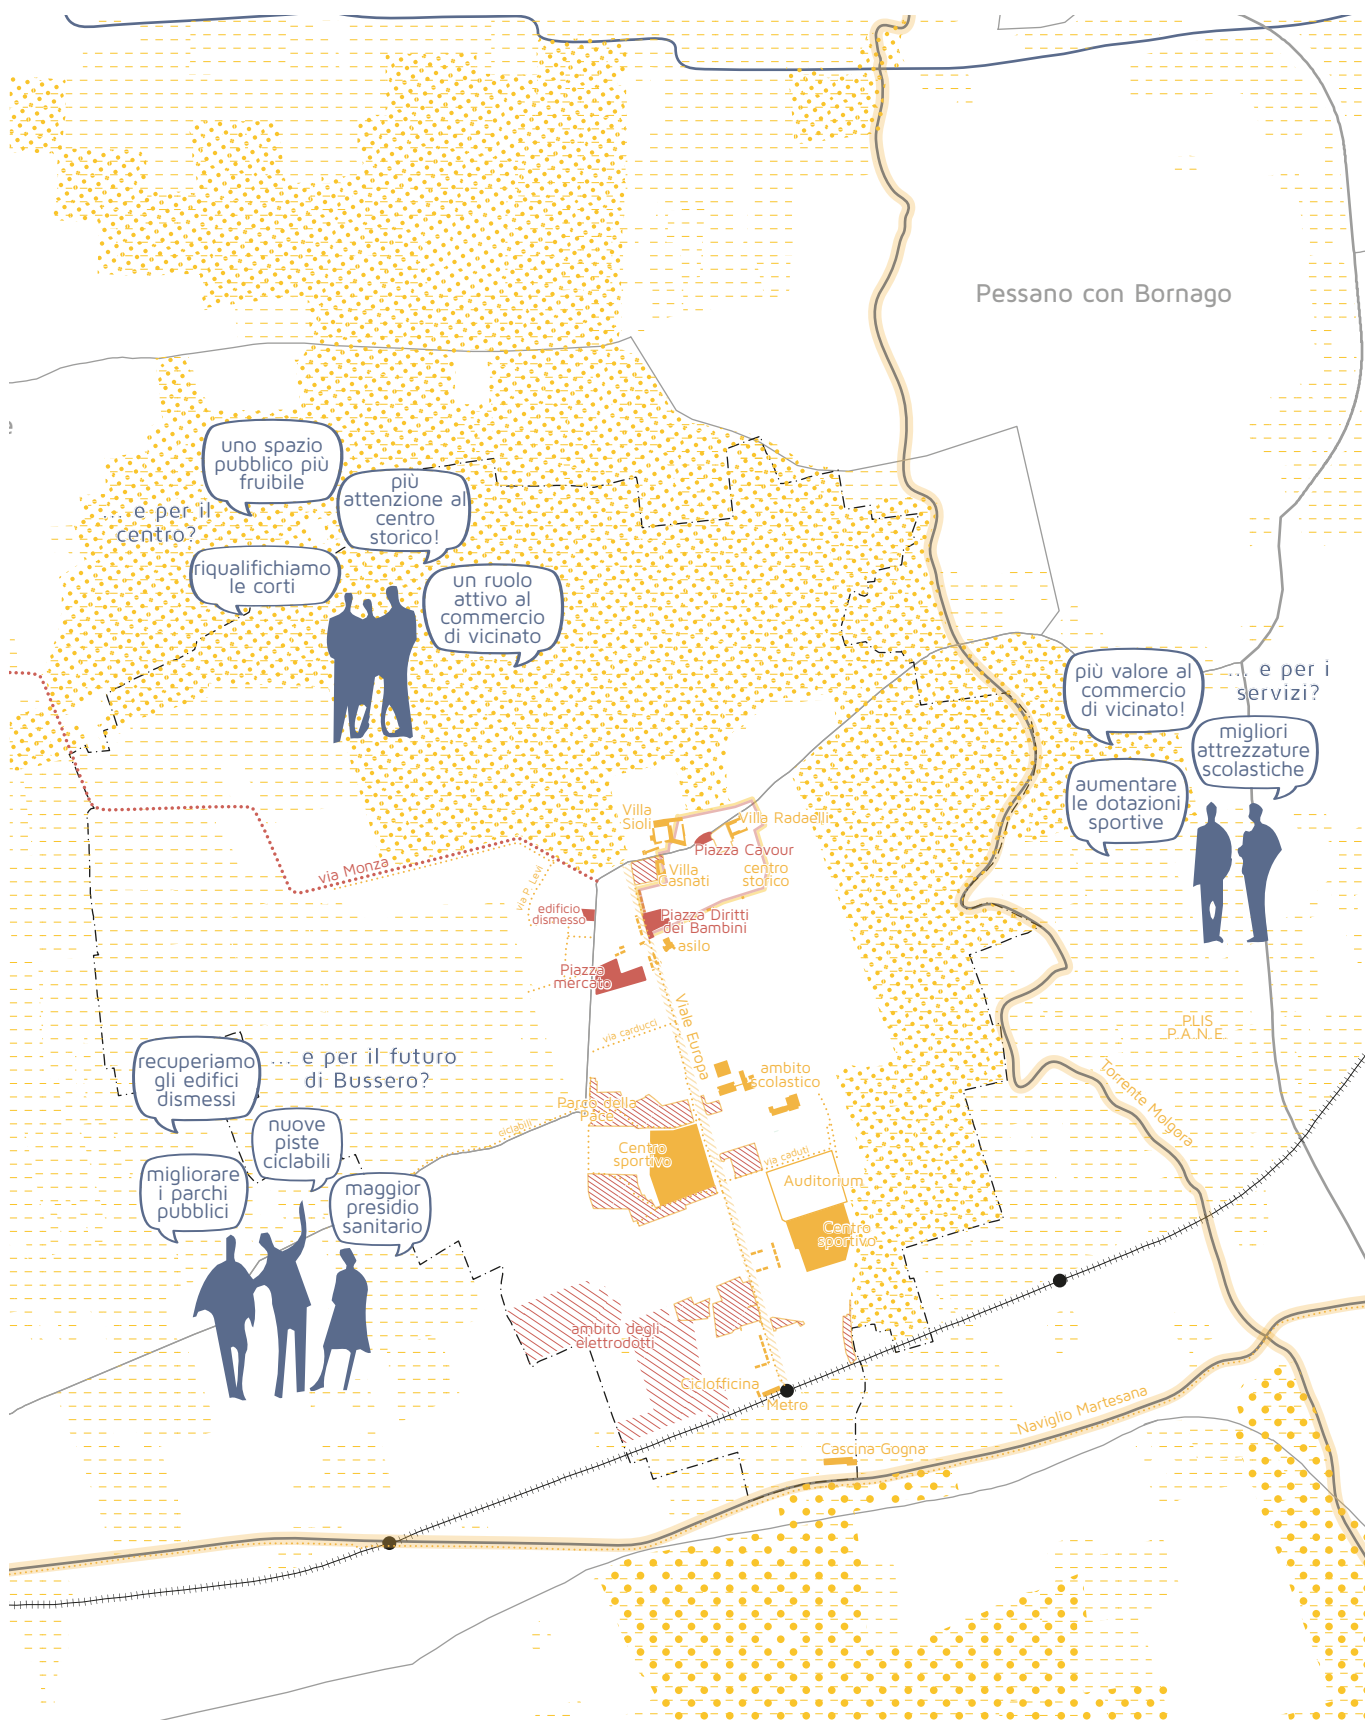 Pessano con Bornago
uno spazio
pubblico più
fruibile
più
attenzione al
centro
storico!
... e per il
centro?
riqualifichiamo
le corti
un ruolo
attivo al
commercio
di vicinato
più valore al
commercio
di vicinato!
... e per i
servizi?
migliori
attrezzature
scolastiche
aumentare
le dotazioni
sportive
Villa
Sioli
Villa Radaelli
Piazza Cavour
via Monza
Villa
Casnati
centro
storico
via P. Levi
edificio
dismesso
Piazza Diritti
dei Bambini
asilo
Piazza
mercato
Viale Europa
via carducci
PLIS
P.A.N.E
recuperiamo
gli edifici
dismessi
... e per il futuro
di Bussero?
ambito
scolastico
Torrente Molgora
Parco della
Pace
nuove
piste
ciclabili
ciclabili
Centro
sportivo
via caduti
migliorare
i parchi
pubblici
maggior
presidio
sanitario
Auditorium
Centro
sportivo
ambito degli
elettrodotti
Ciclofficina
Metro
Naviglio Martesana
Cascina Gogna